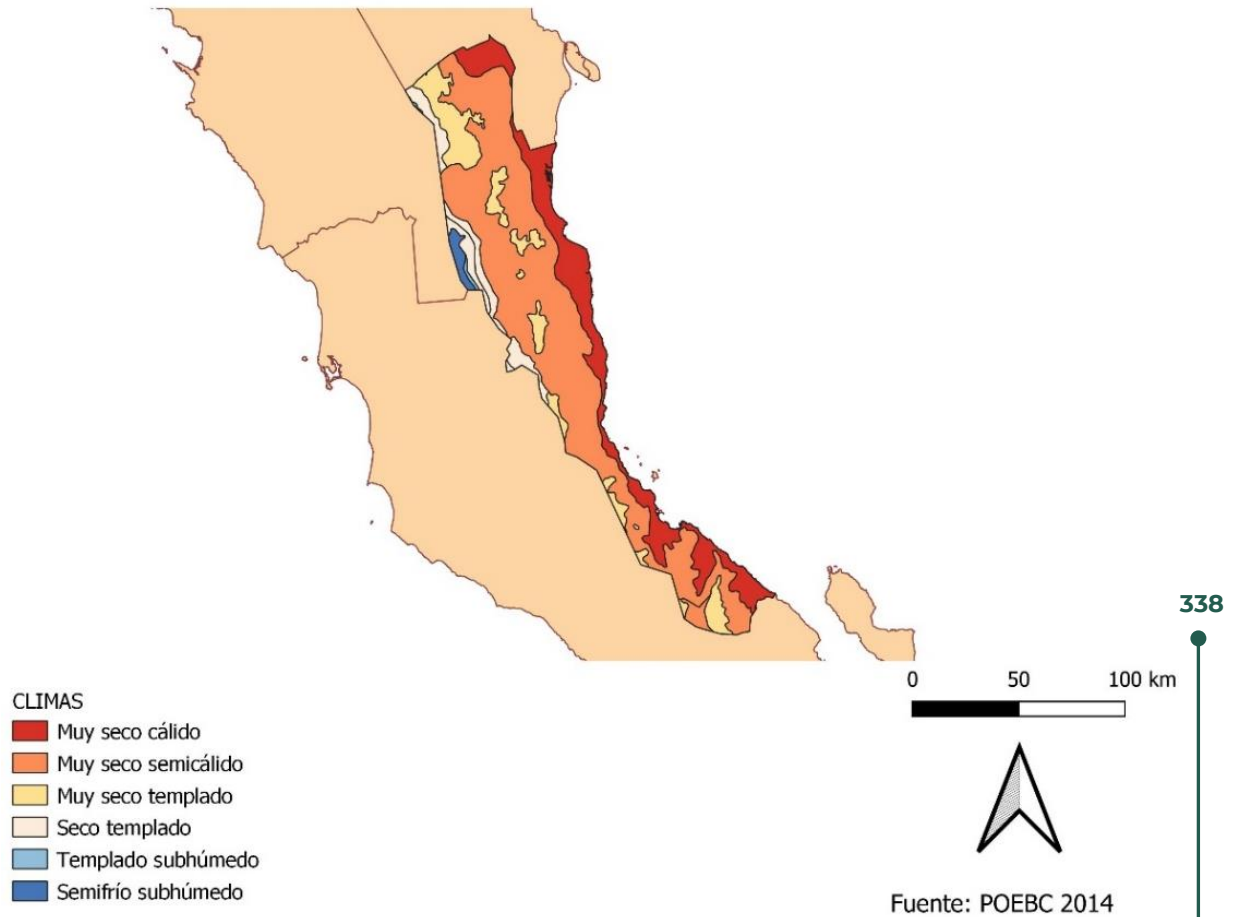 338
0 50 100 km
CLIMAS
Muy seco cálido
Muy seco semicálido
Muy seco templado
Seco templado
Templado subhúmedo
Semifrío subhúmedo
Fuente: POEBC 2014